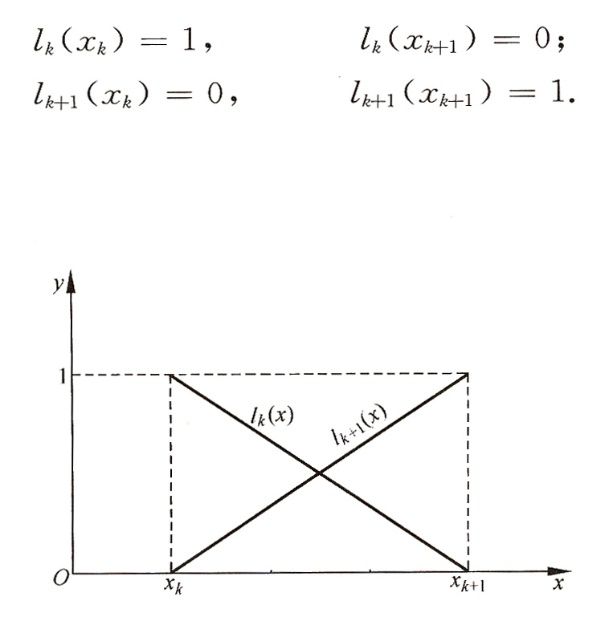 l_k(x_k) = 1, l_k(x_{k+1}) = 0;
l_{k+1}(x_k) = 0, l_{k+1}(x_{k+1}) = 1.
y
1
l_k(x) l_{k+1}(x)
O x_k x_{k+1} x